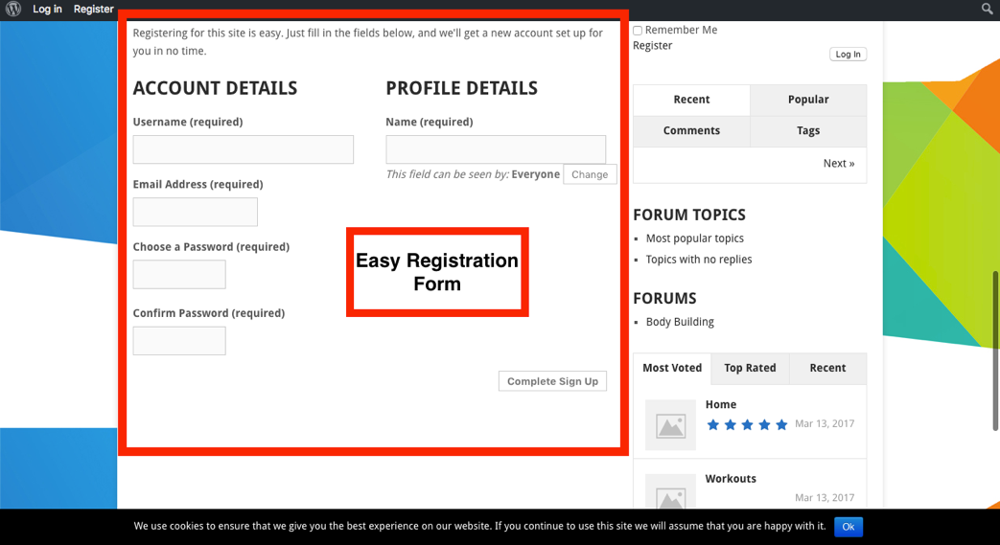 Log in Register
Registering for this site is easy. Just fill in the fields below, and we'll get a new account set up for
you in no time.
ACCOUNT DETAILS
Username (required)
Email Address (required)
Choose a Password (required)
Confirm Password (required)
PROFILE DETAILS
Name (required)
This field can be seen by: Everyone Change
Easy Registration
Form
Complete Sign Up
Remember Me
Register
Log In
Recent Popular
Comments Tags
Next »
FORUM TOPICS
Most popular topics
Topics with no replies
FORUMS
Body Building
Most Voted Top Rated Recent
Home
Mar 13, 2017
Workouts
Mar 13, 2017
We use cookies to ensure that we give you the best experience on our website. If you continue to use this site we will assume that you are happy with it. Ok